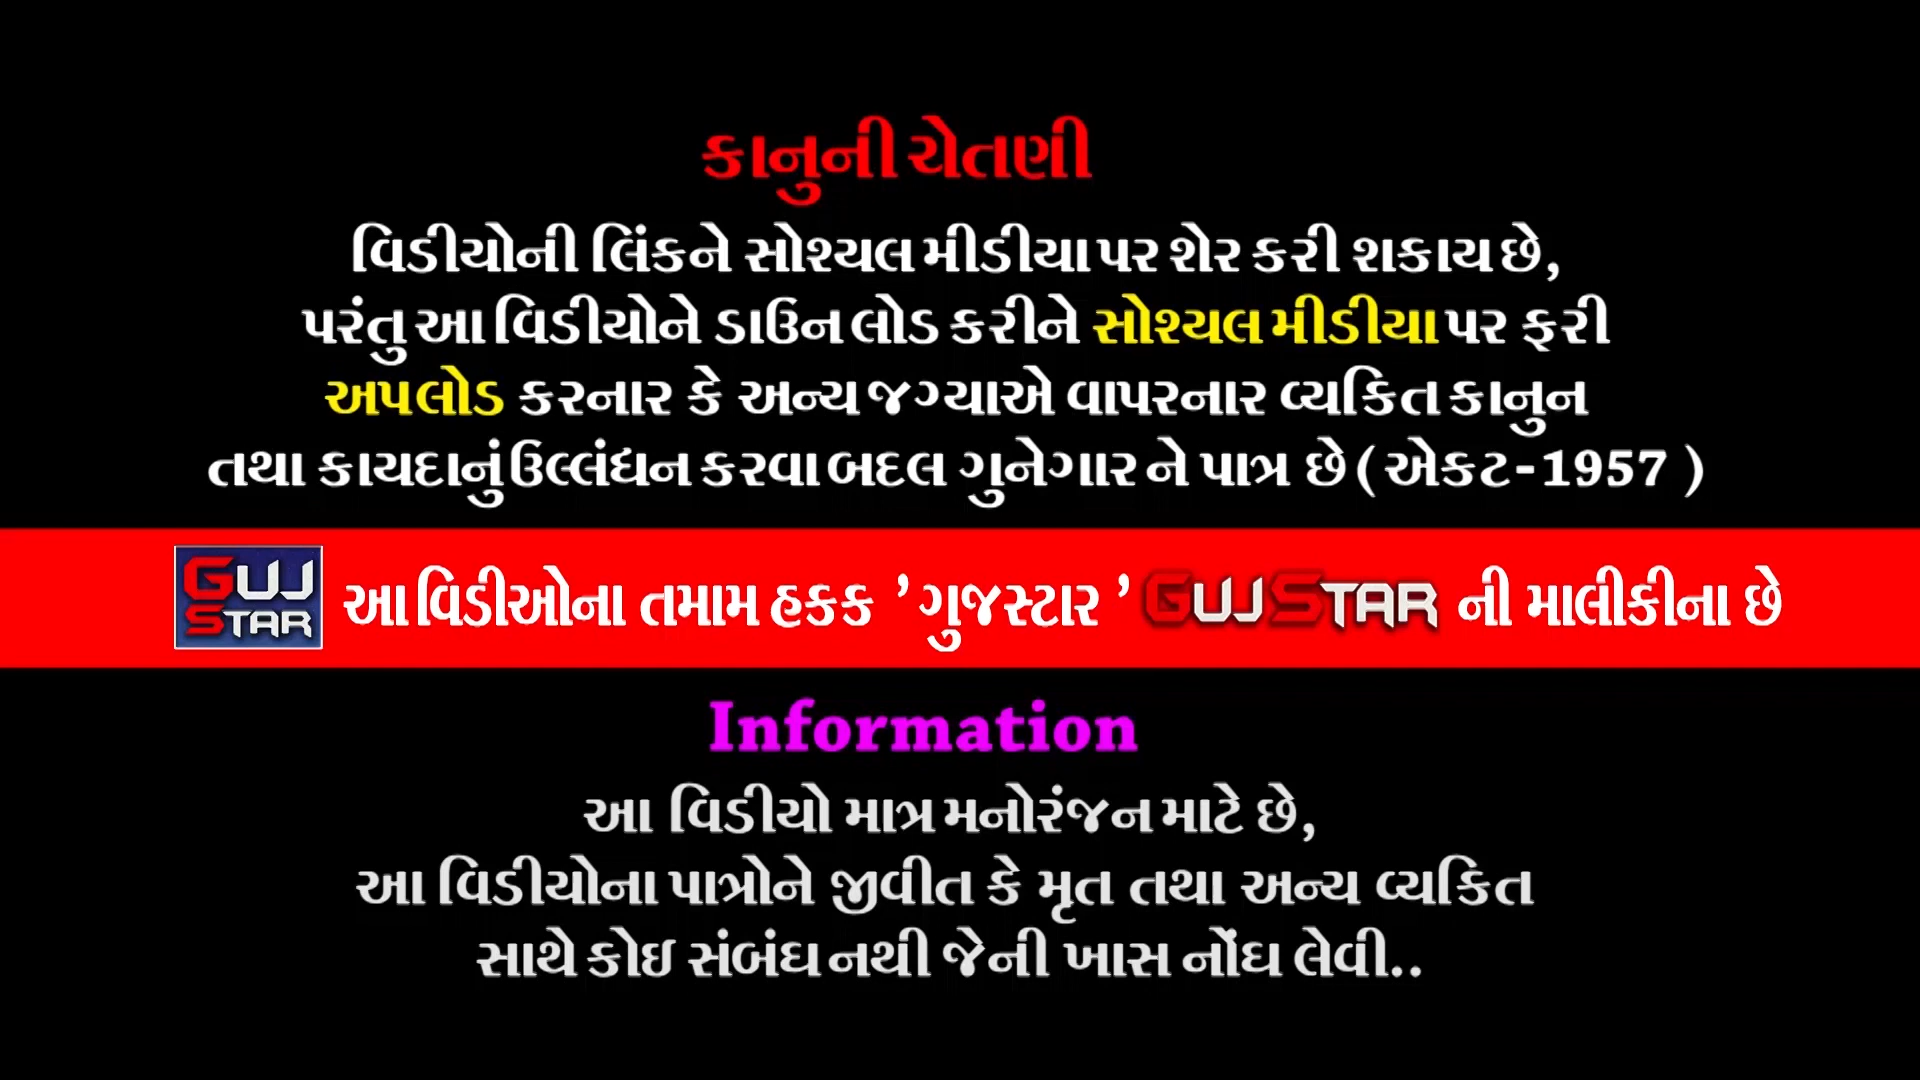 કાનુની ચેતણી
વિડીયોની લિંકને સોશ્યલ મીડીયા પર શેર કરી શકાય છે,
પરંતુ આ વિડીયોને ડાઉન લોડ કરીને સોશ્યલ મીડીયા પર ફરી
અપલોડ કરનાર કે અન્ય જગ્યાએ વાપરનાર વ્યકિત કાનુન
તથા કાયદાનું ઉલ્લંઘન કરવા બદલ ગુનેગાર ને પાત્ર છે ( એકટ-1957 )
GUJ STAR આ વિડીઓના તમામ હકક ’ ગુજસ્ટાર ’ GUJ STAR ની માલીકીના છે
Information
આ વિડીયો માત્ર મનોરંજન માટે છે,
આ વિડીયોના પાત્રોને જીવીત કે મૃત તથા અન્ય વ્યકિત
સાથે કોઇ સંબંઘ નથી જેની ખાસ નોંઘ લેવી..